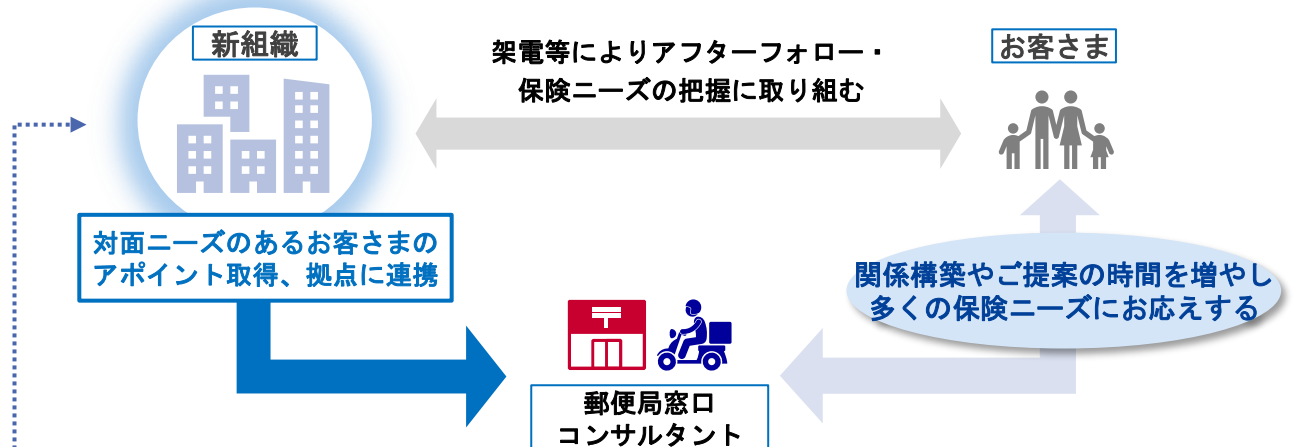 新組織
架電等によりアフターフォロー・
保険ニーズの把握に取り組む
お客さま
対面ニーズのあるお客さまの
アポイント取得、拠点に連携
関係構築やご提案の時間を増やし
多くの保険ニーズにお応えする
郵便局窓口
コンサルタント